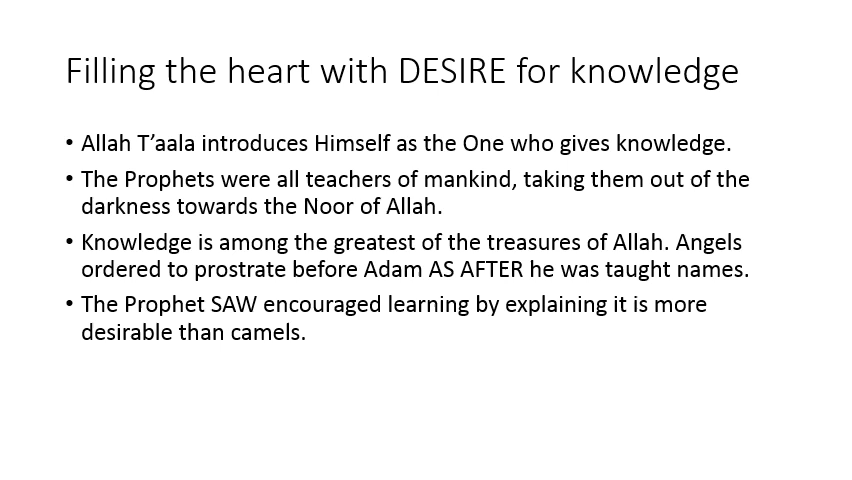 Filling the heart with DESIRE for knowledge
• Allah T’aala introduces Himself as the One who gives knowledge.
• The Prophets were all teachers of mankind, taking them out of the
darkness towards the Noor of Allah.
• Knowledge is among the greatest of the treasures of Allah. Angels
ordered to prostrate before Adam AS AFTER he was taught names.
• The Prophet SAW encouraged learning by explaining it is more
desirable than camels.